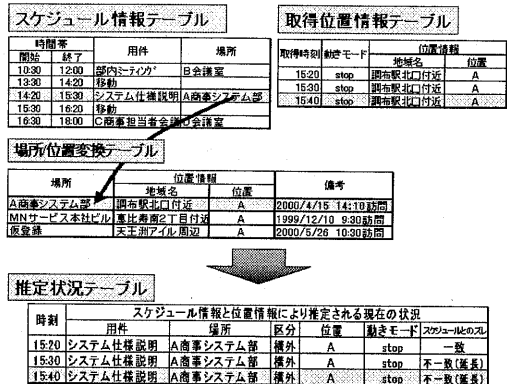 スケジュール情報テーブル
時間帯 用件 場所
開始 終了
10:30 12:00 部内ミーティング B会議室
13:30 14:20 移動
14:20 15:30 システム仕様説明 A商事システム部
15:30 16:20 移動
16:30 18:00 C商事担当者会議 D会議室
取得位置情報テーブル
取得時刻 動きモード 位置情報
地域名 位置
15:20 stop 調布駅北口付近 A
15:30 stop 調布駅北口付近 A
15:40 stop 調布駅北口付近 A
場所/位置変換テーブル
場所 位置情報 備考
地域名 位置
A商事システム部 調布駅北口付近 A 2000/4/15 14:10訪問
MNサービス本社ビル 恵比寿南2丁目付近 A 1999/12/10 9:30訪問
仮登録 天王洲アイル周辺 A 2000/5/26 10:30訪問
推定状況テーブル
時刻 スケジュール情報と位置情報により推定される現在の状況
用件 場所 区分 位置 動きモード スケジュールとのズレ
15:20 システム仕様説明 A商事システム部 構外 A stop 一致
15:30 システム仕様説明 A商事システム部 構外 A stop 不一致(延長)
15:40 システム仕様説明 A商事システム部 構外 A stop 不一致(延長)